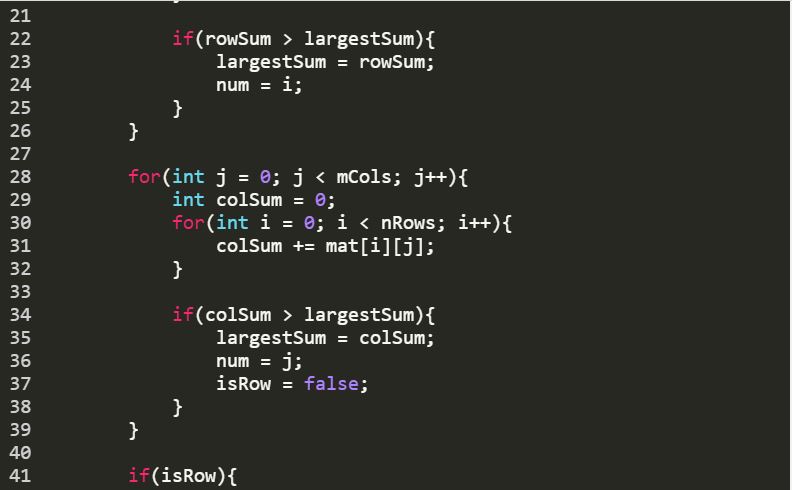 21
22 if(rowSum > largestSum){
23 largestSum = rowSum;
24 num = i;
25 }
26 }
27
28 for(int j = 0; j < mCols; j++){
29 int colSum = 0;
30 for(int i = 0; i < nRows; i++){
31 colSum += mat[i][j];
32 }
33
34 if(colSum > largestSum){
35 largestSum = colSum;
36 num = j;
37 isRow = false;
38 }
39 }
40
41 if(isRow){